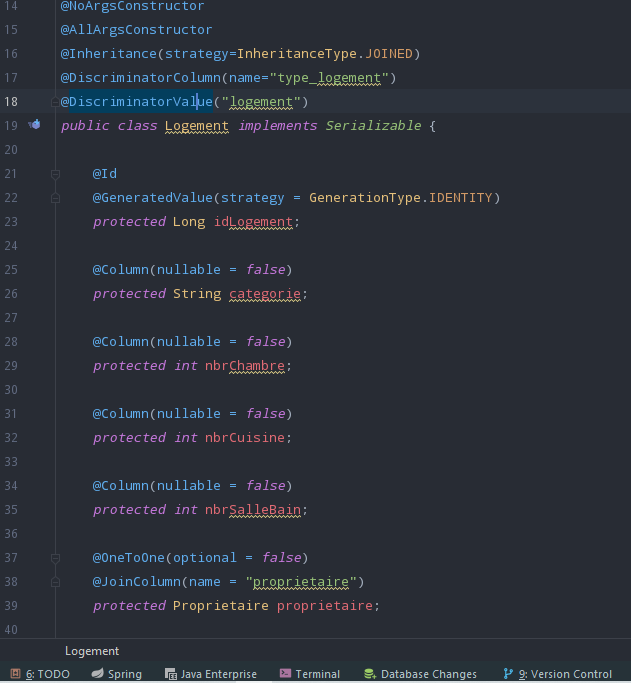 14 @NoArgsConstructor
15 @AllArgsConstructor
16 @Inheritance(strategy=InheritanceType.JOINED)
17 @DiscriminatorColumn(name="type_logement")
18 @DiscriminatorValue("logement")
19 public class Logement implements Serializable {
20
21 @Id
22 @GeneratedValue(strategy = GenerationType.IDENTITY)
23 protected Long idLogement;
24
25 @Column(nullable = false)
26 protected String categorie;
27
28 @Column(nullable = false)
29 protected int nbrChambre;
30
31 @Column(nullable = false)
32 protected int nbrCuisine;
33
34 @Column(nullable = false)
35 protected int nbrSalleBain;
36
37 @OneToOne(optional = false)
38 @JoinColumn(name = "proprietaire")
39 protected Proprietaire proprietaire;
40
Logement
6: TODO Spring Java Enterprise Terminal Database Changes 9: Version Control